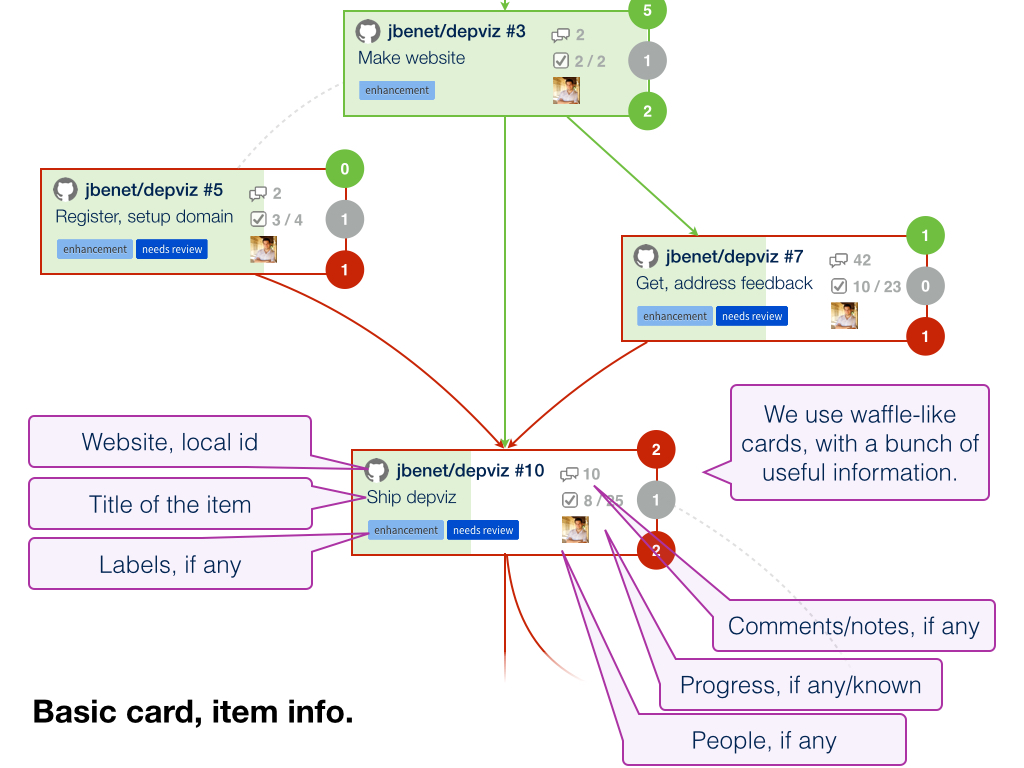 5
jbenet/depviz #3
2
Make website
2 / 2
1
enhancement
2
0
jbenet/depviz #5
2
Register, setup domain
3 / 4
1
enhancement
needs review
1
1
jbenet/depviz #7
42
Get, address feedback
10 / 23
0
enhancement
needs review
1
We use waffle-like
cards, with a bunch of
useful information.
Website, local id
2
jbenet/depviz #10
10
Title of the item
Ship depviz
8 / 25
1
enhancement
needs review
2
Labels, if any
Comments/notes, if any
Progress, if any/known
People, if any
Basic card, item info.